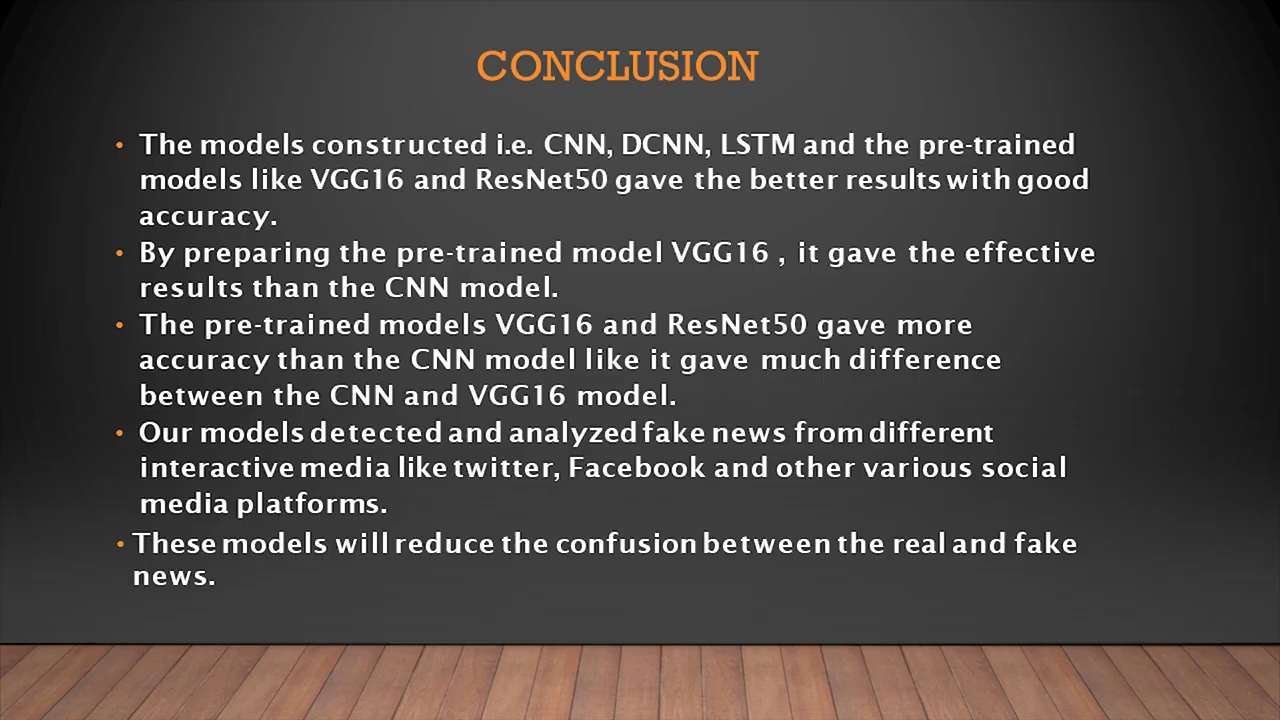 CONCLUSION
• The models constructed i.e. CNN, DCNN, LSTM and the pre-trained
models like VGG16 and ResNet50 gave the better results with good
accuracy.
• By preparing the pre-trained model VGG16 , it gave the effective
results than the CNN model.
• The pre-trained models VGG16 and ResNet50 gave more
accuracy than the CNN model like it gave much difference
between the CNN and VGG16 model.
• Our models detected and analyzed fake news from different
interactive media like twitter, Facebook and other various social
media platforms.
• These models will reduce the confusion between the real and fake
news.